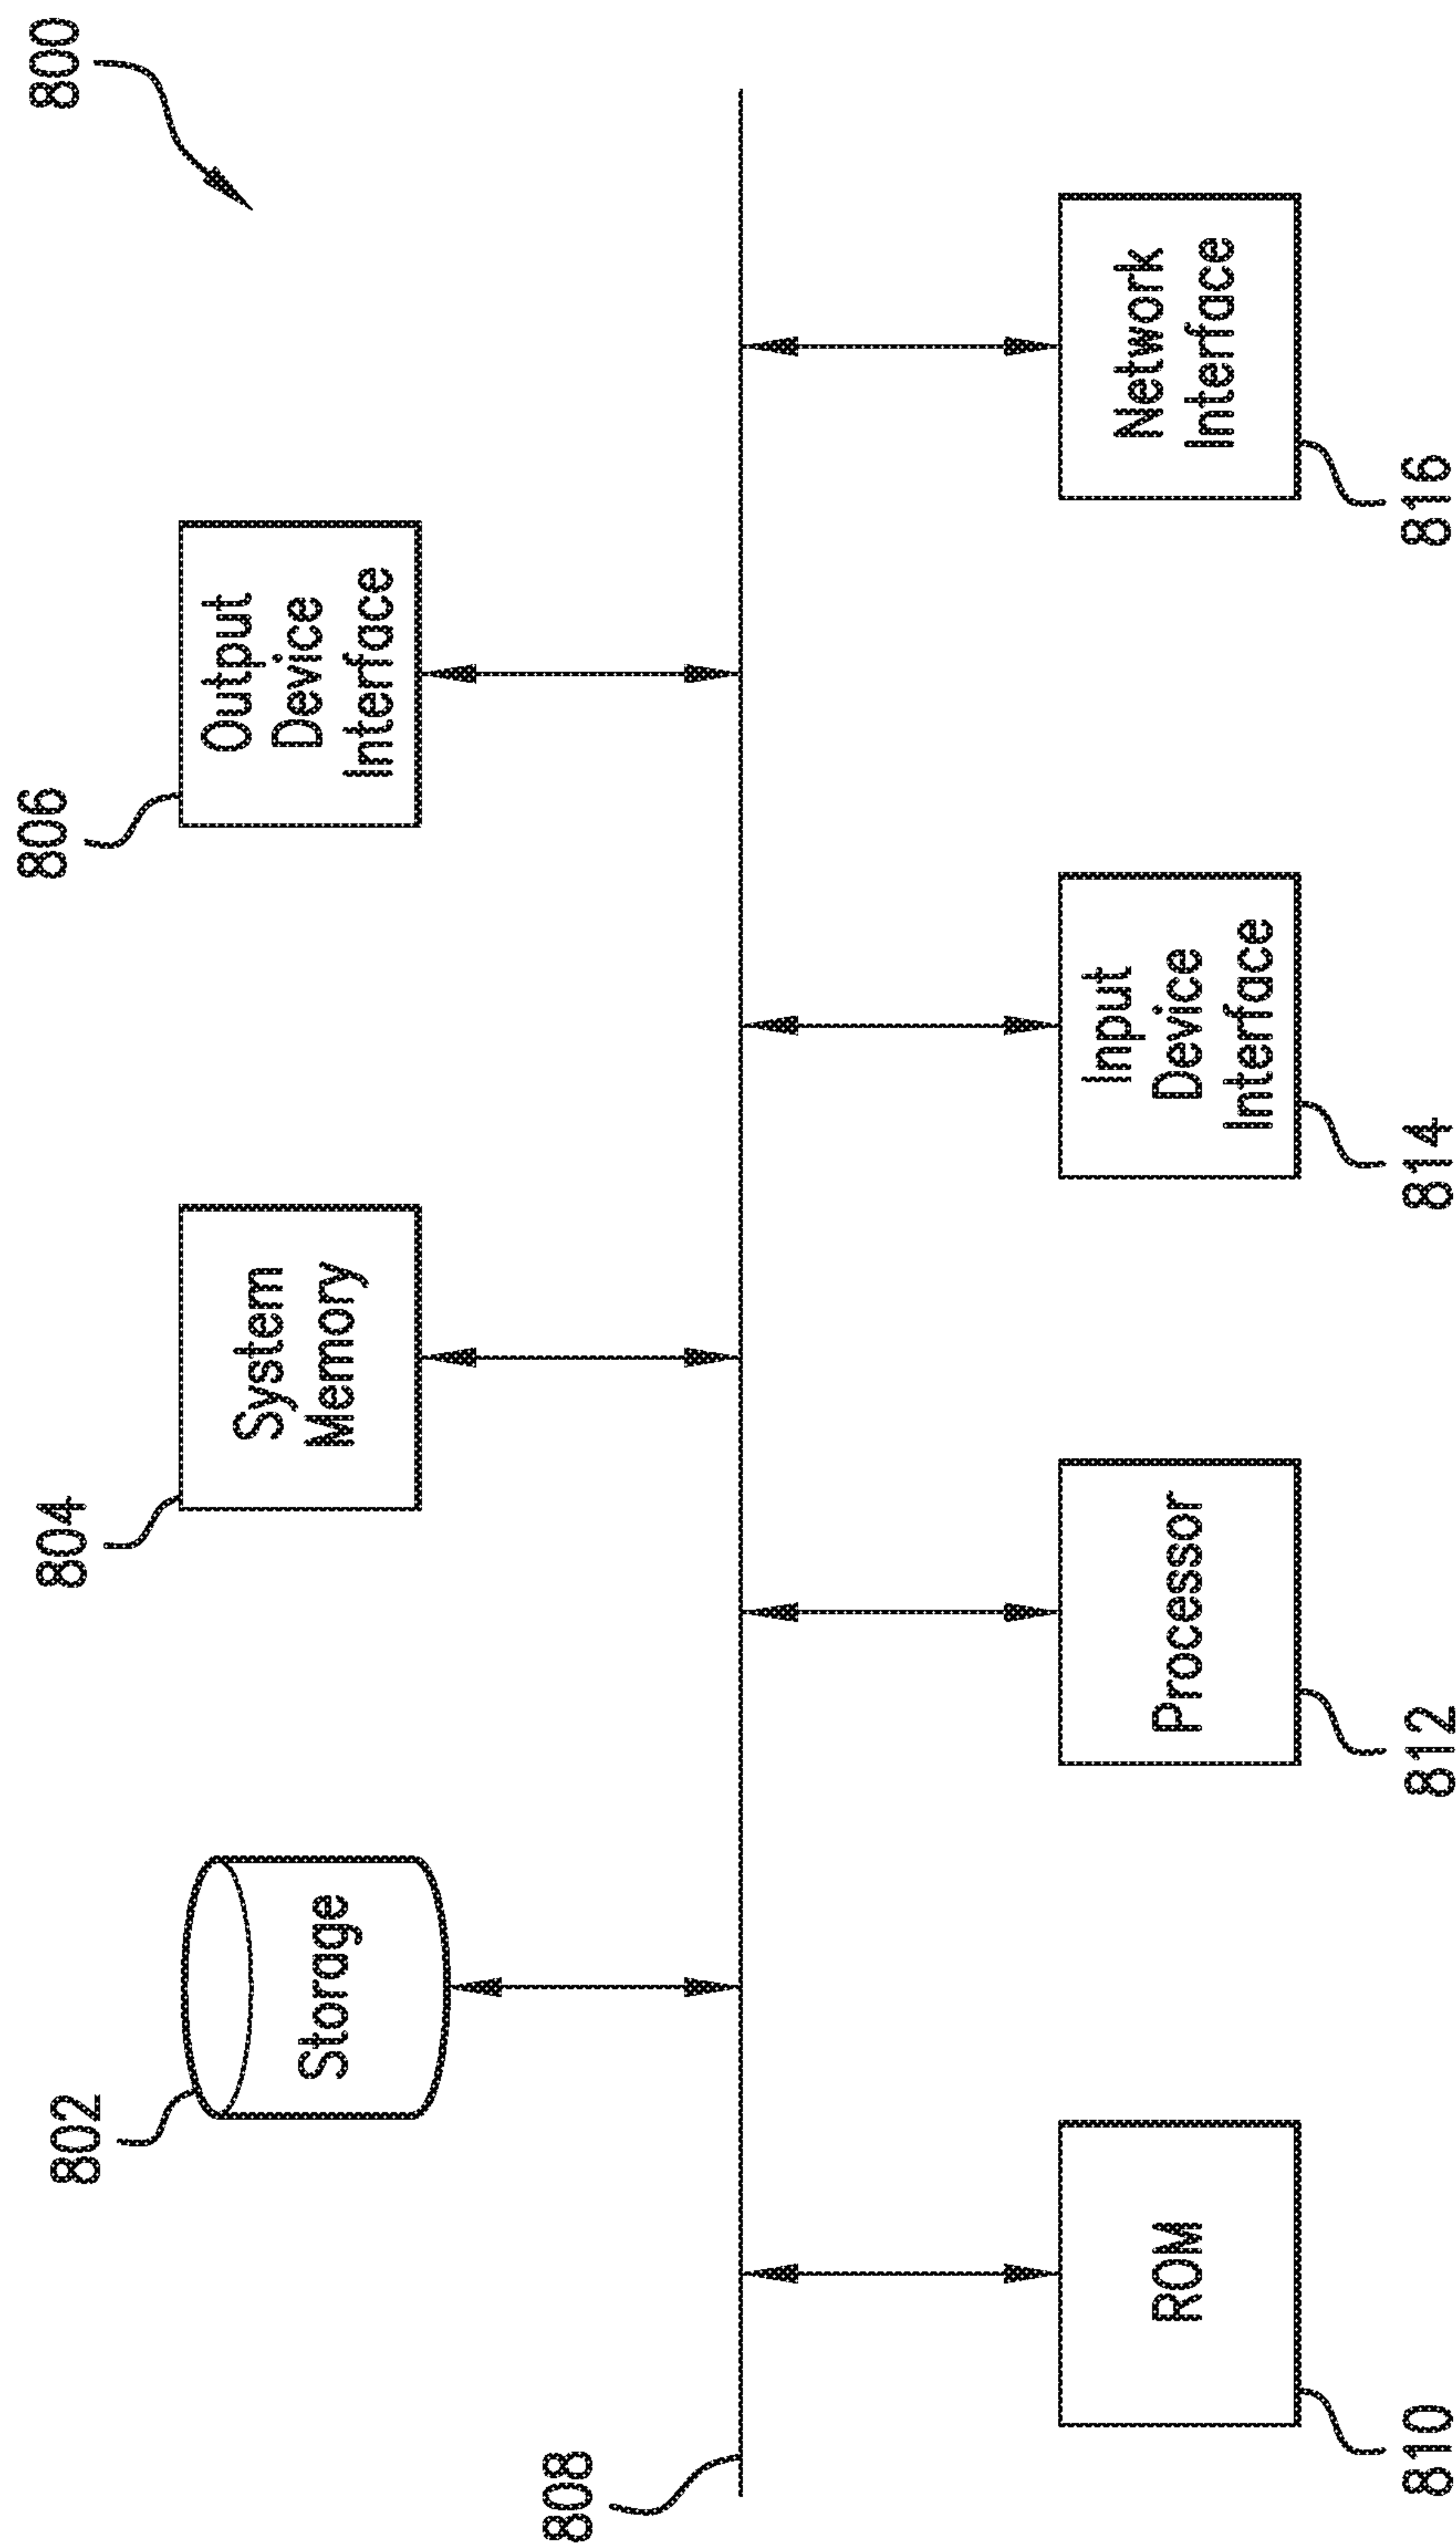 800
802
Storage
804
System
Memory
806
Output
Device
Interface
808
ROM
810
Processor
812
Input
Device
Interface
814
Network
Interface
816